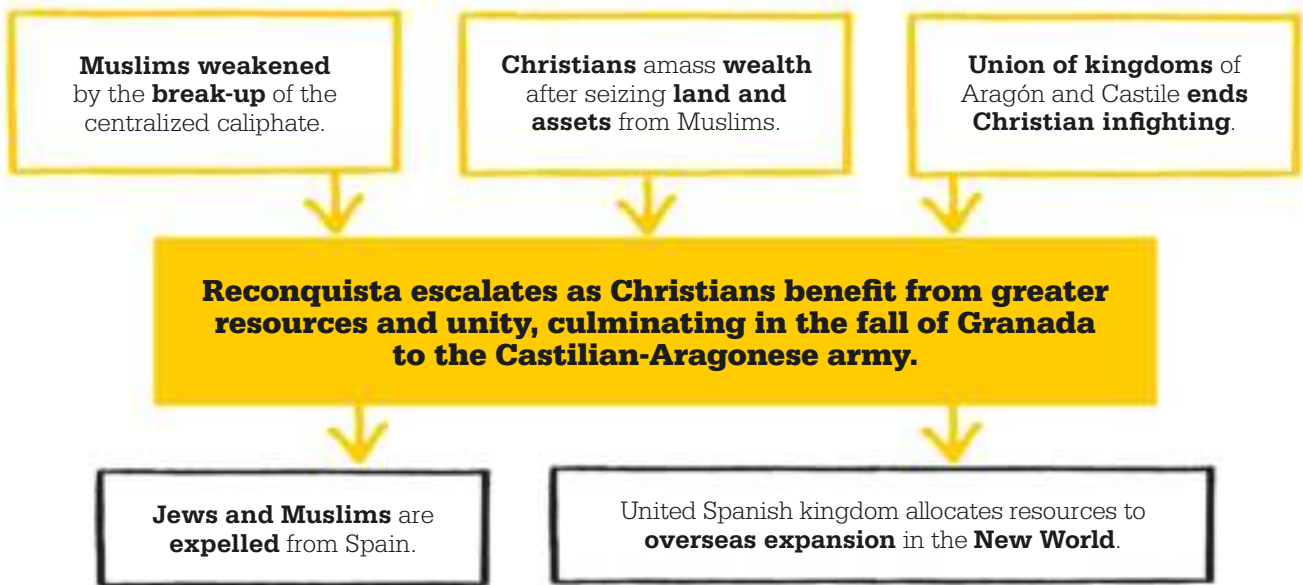 Muslims weakened
by the break-up of the
centralized caliphate.
Christians amass wealth
after seizing land and
assets from Muslims.
Union of kingdoms of
Aragón and Castile ends
Christian infighting.
Reconquista escalates as Christians benefit from greater
resources and unity, culminating in the fall of Granada
to the Castilian-Aragonese army.
Jews and Muslims are
expelled from Spain.
United Spanish kingdom allocates resources to
overseas expansion in the New World.